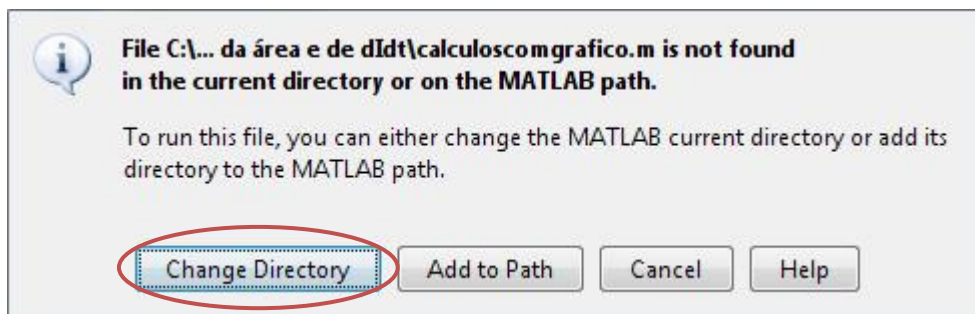 File C:\... da área e de dIdt\calculoscomgrafico.m is not found
in the current directory or on the MATLAB path.
To run this file, you can either change the MATLAB current directory or add its
directory to the MATLAB path.
Change Directory Add to Path Cancel Help